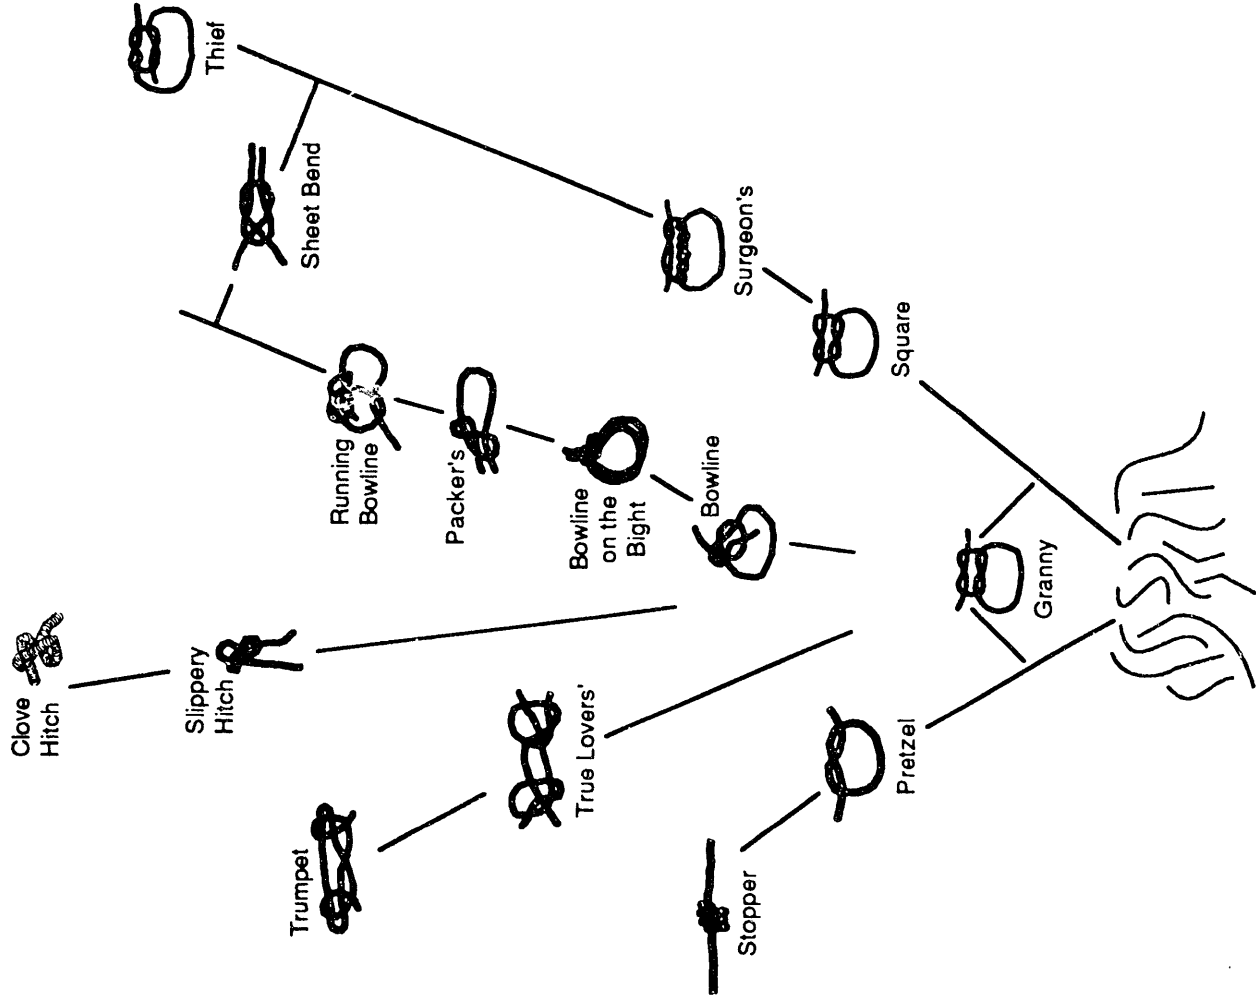 Clove
Hitch
Slippery
Hitch
Trumpet
True Lovers'
Stopper
Pretzel
Thief
Sheet Bend
Running
Bowline
Packer's
Bowline
on the
Bight
Bowline
Surgeon's
Square
Granny